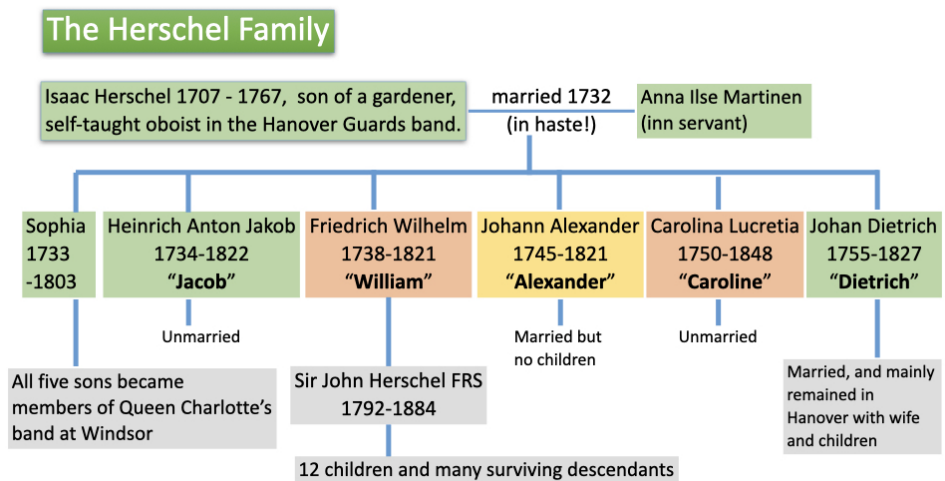 The Herschel Family
Isaac Herschel 1707 - 1767, son of a gardener,
self-taught oboist in the Hanover Guards band.
married 1732
(in haste!)
Anna Ilse Martinen
(inn servant)
Sophia
1733
-1803
Heinrich Anton Jakob
1734-1822
“Jacob”
Friedrich Wilhelm
1738-1821
“William”
Johann Alexander
1745-1821
“Alexander”
Carolina Lucretia
1750-1848
“Caroline”
Johan Dietrich
1755-1827
“Dietrich”
Unmarried
Married but
no children
Unmarried
All five sons became
members of Queen Charlotte’s
band at Windsor
Sir John Herschel FRS
1792-1884
Married, and mainly
remained in
Hanover with wife
and children
12 children and many surviving descendants